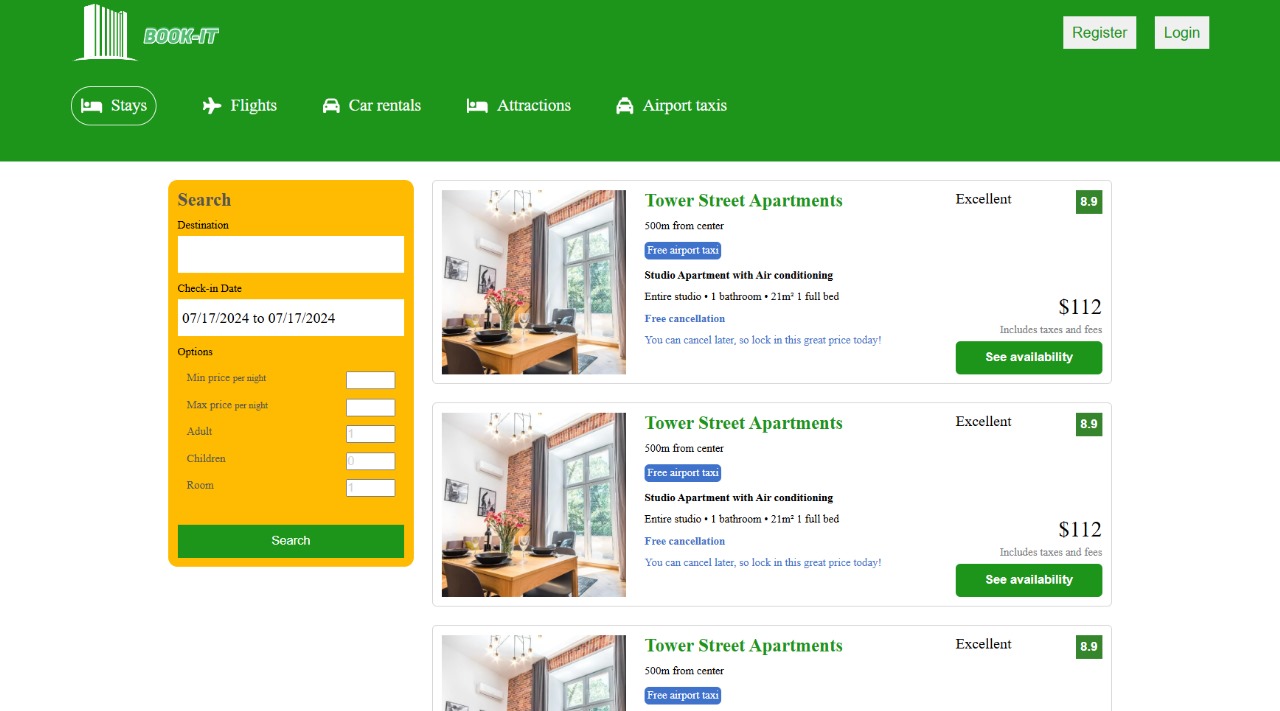 BOOK-IT
Register
Login
Stays
Flights
Car rentals
Attractions
Airport taxis
Search
Destination
Check-in Date
07/17/2024 to 07/17/2024
Options
Min price per night
Max price per night
Adult
1
Children
0
Room
1
Search
Tower Street Apartments
500m from center
Free airport taxi
Studio Apartment with Air conditioning
Entire studio • 1 bathroom • 21m² 1 full bed
Free cancellation
You can cancel later, so lock in this great price today!
Excellent
8.9
$112
Includes taxes and fees
See availability
Tower Street Apartments
500m from center
Free airport taxi
Studio Apartment with Air conditioning
Entire studio • 1 bathroom • 21m² 1 full bed
Free cancellation
You can cancel later, so lock in this great price today!
Excellent
8.9
$112
Includes taxes and fees
See availability
Tower Street Apartments
500m from center
Free airport taxi
Excellent
8.9